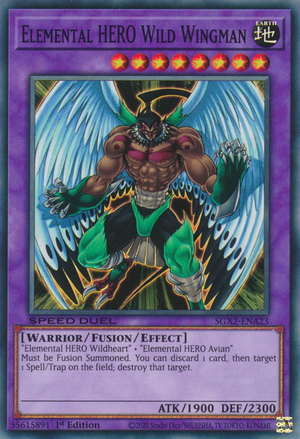 Elemental HERO Wild Wingman
EARTH
地
SPEED DUEL
SGX2-ENA23
[WARRIOR/FUSION/EFFECT]
"Elemental HERO Wildheart" + "Elemental HERO Avian"
Must be Fusion Summoned. You can discard 1 card, then target
1 Spell/Trap on the field; destroy that target.
ATK/1900 DEF/2300
55615891 1st Edition
©2020 Studio Dice/SHUEISHA, TV TOKYO, KONAMI